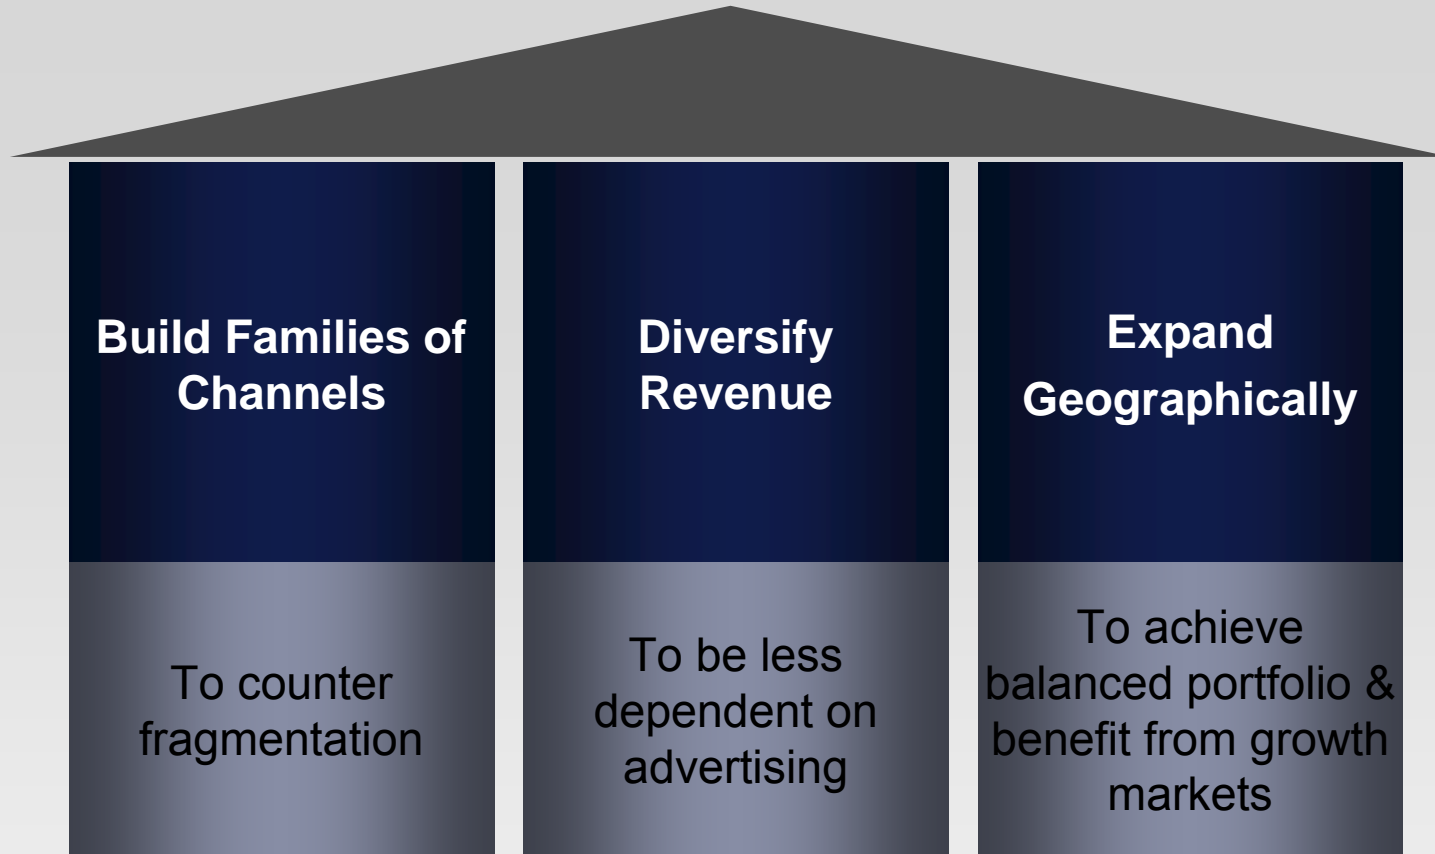 Build Families of
Channels
To counter
fragmentation
Diversify
Revenue
To be less
dependent on
advertising
Expand
Geographically
To achieve
balanced portfolio &
benefit from growth
markets